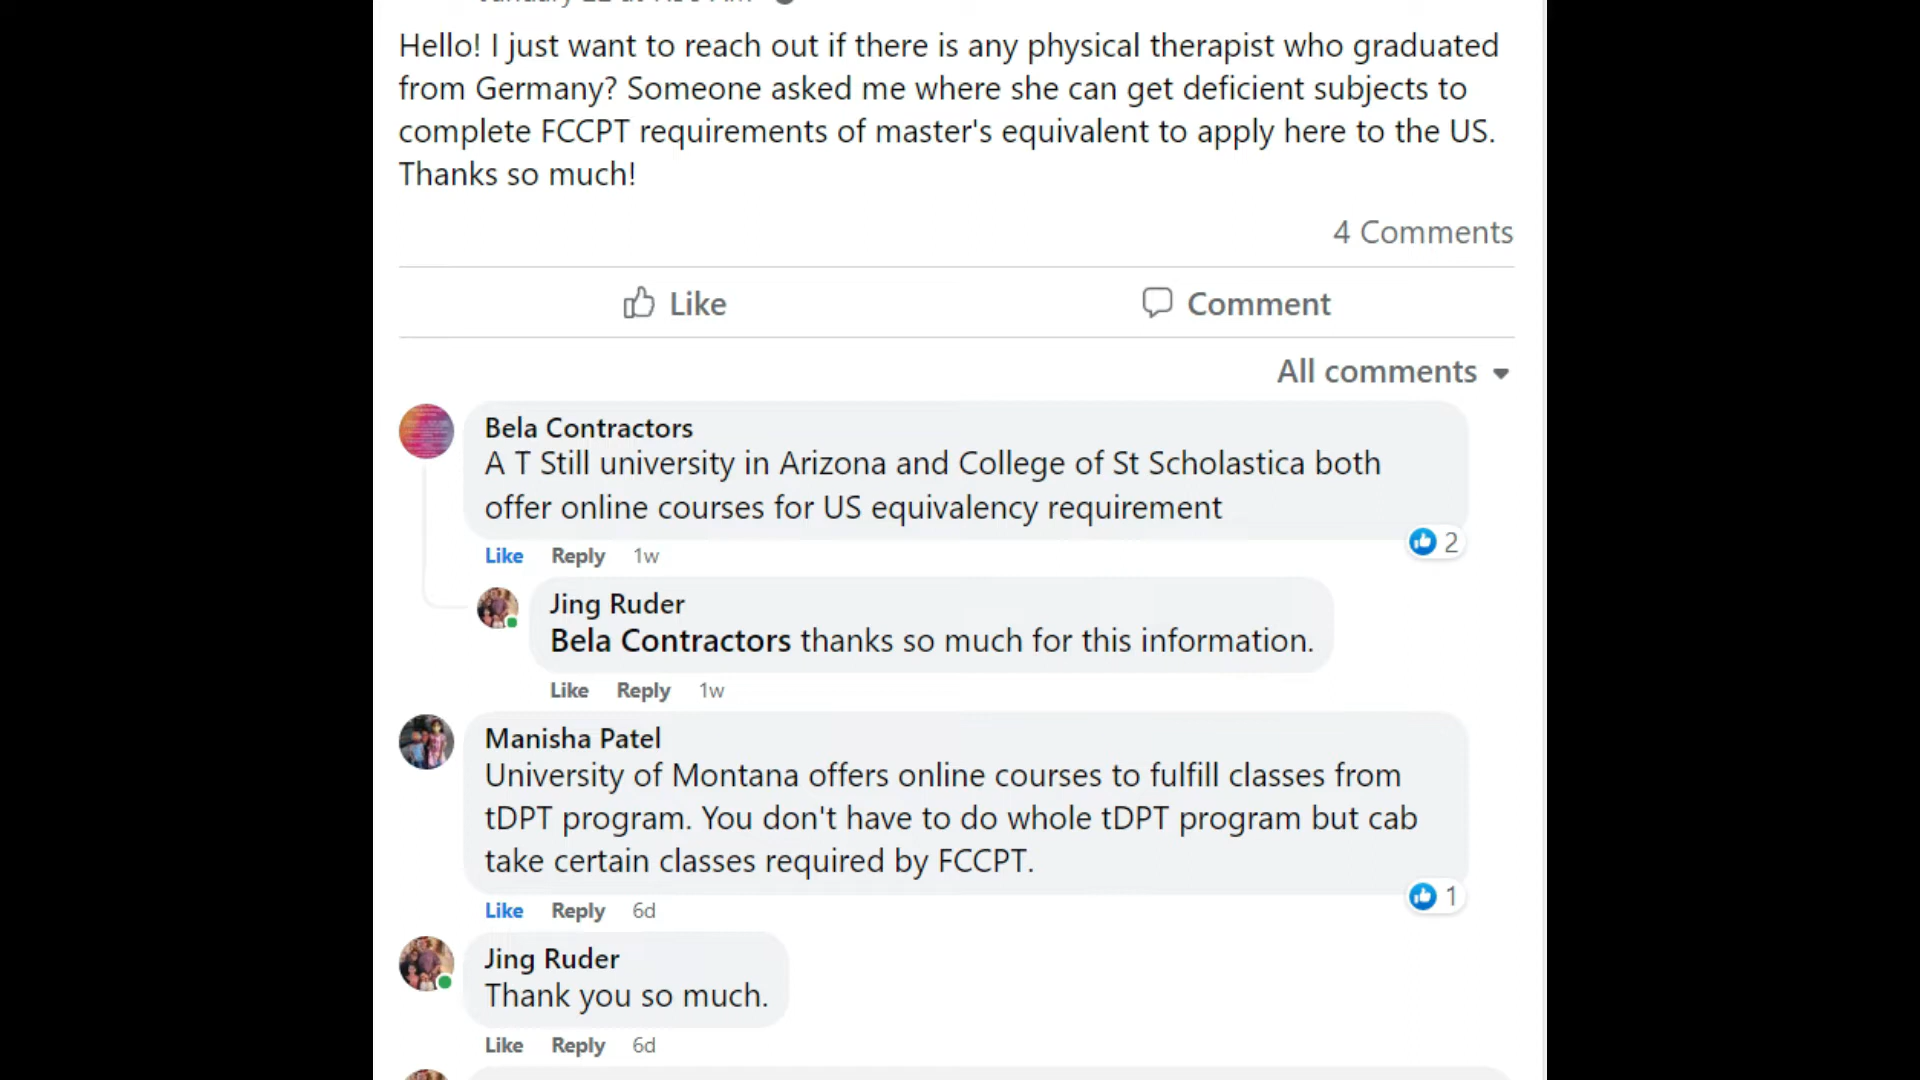 Hello! I just want to reach out if there is any physical therapist who graduated
from Germany? Someone asked me where she can get deficient subjects to
complete FCCPT requirements of master's equivalent to apply here to the US.
Thanks so much!
4 Comments
Like
Comment
All comments
Bela Contractors
A T Still university in Arizona and College of St Scholastica both
offer online courses for US equivalency requirement
2
Like Reply 1w
Jing Ruder
Bela Contractors thanks so much for this information.
Like Reply 1w
Manisha Patel
University of Montana offers online courses to fulfill classes from
tDPT program. You don't have to do whole tDPT program but cab
take certain classes required by FCCPT.
1
Like Reply 6d
Jing Ruder
Thank you so much.
Like Reply 6d